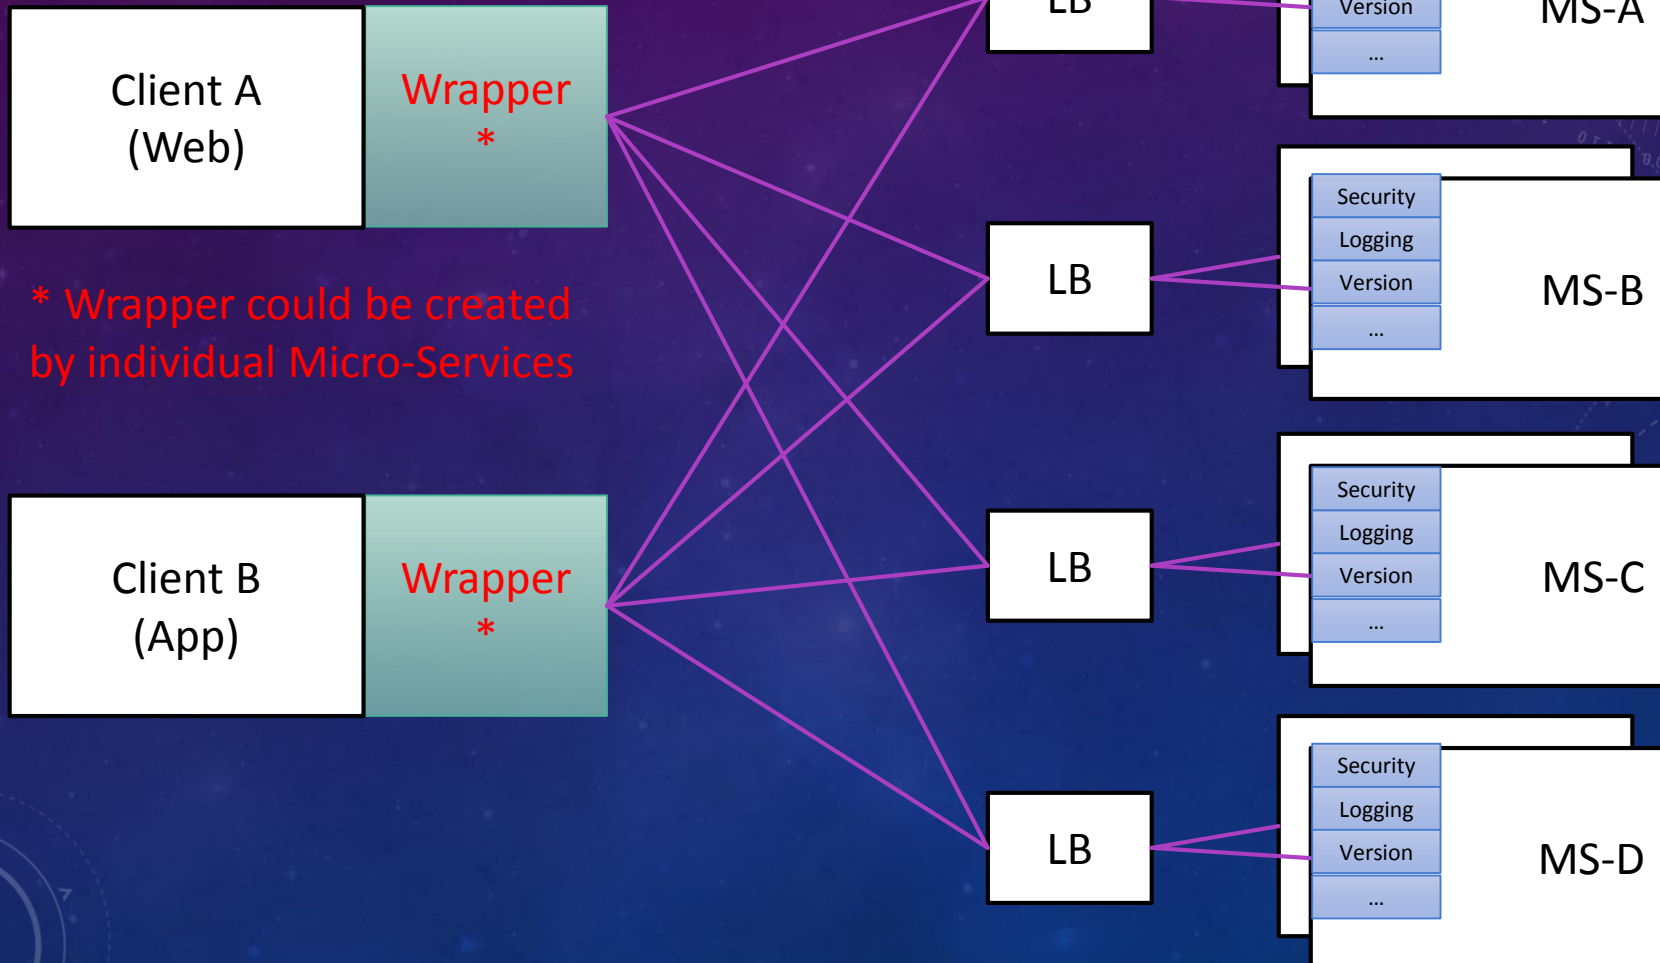 LB
Version
...
MS-A
Client A
(Web)
Wrapper
*
Security
Logging
Version
...
LB
MS-B
* Wrapper could be created
by individual Micro-Services
Security
Logging
Version
...
LB
MS-C
Client B
(App)
Wrapper
*
Security
Logging
Version
...
LB
MS-D